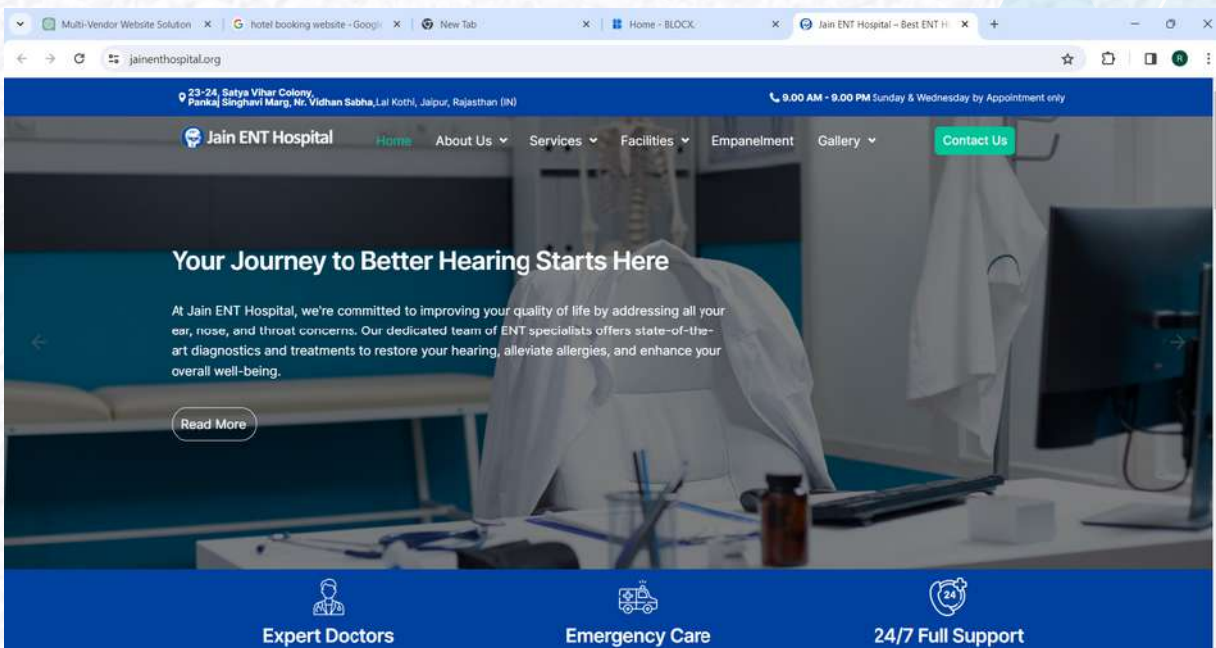 Multi-Vendor Website Solution
hotel booking website - Googl
New Tab
Home - BLOCX.
Jain ENT Hospital – Best ENT H
jainenthospital.org
R
23-24, Satya Vihar Colony,
Pankaj Singhavi Marg, Nr. Vidhan Sabha,Lal Kothi, Jaipur, Rajasthan (IN)
9.00 AM - 9.00 PM Sunday & Wednesday by Appointment only
Jain ENT Hospital
Home
About Us
Services
Facilities
Empanelment
Gallery
Contact Us
Your Journey to Better Hearing Starts Here
At Jain ENT Hospital, we're committed to improving your quality of life by addressing all your
ear, nose, and throat concerns. Our dedicated team of ENT specialists offers state-of-the-
art diagnostics and treatments to restore your hearing, alleviate allergies, and enhance your
overall well-being.
Read More
24
Expert Doctors
Emergency Care
24/7 Full Support